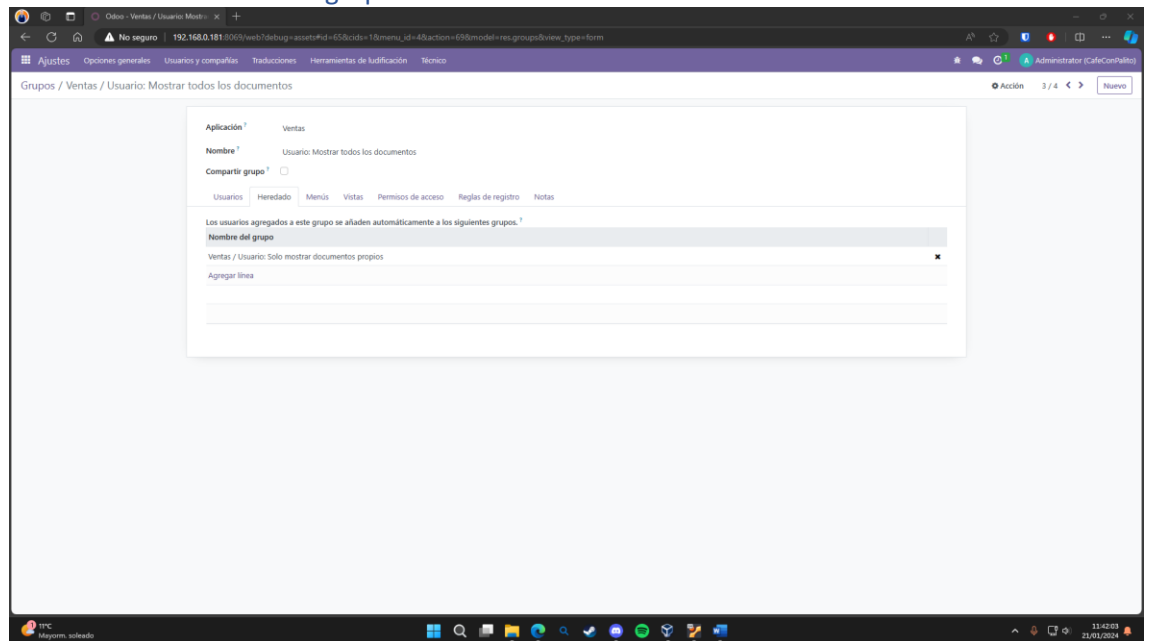 Odoo - Ventas / Usuario: Mostra
No seguro 192.168.0.181:8069/web?debug=assets#id=65&cids=1&menu_id=4&action=69&model=res.groups&view_type=form
Ajustes Opciones generales Usuarios y compañías Traducciones Herramientas de ludificación Técnico 1 A Administrator (CafeConPalito)
Grupos / Ventas / Usuario: Mostrar todos los documentos Acción 3 / 4 Nuevo
Aplicación ? Ventas
Nombre ? Usuario: Mostrar todos los documentos
Compartir grupo ?
Usuarios Heredado Menús Vistas Permisos de acceso Reglas de registro Notas
Los usuarios agregados a este grupo se añaden automáticamente a los siguientes grupos. ?
Nombre del grupo
Ventas / Usuario: Solo mostrar documentos propios
Agregar línea
11°C
Mayorm. soleado
11:42:03
21/01/2024